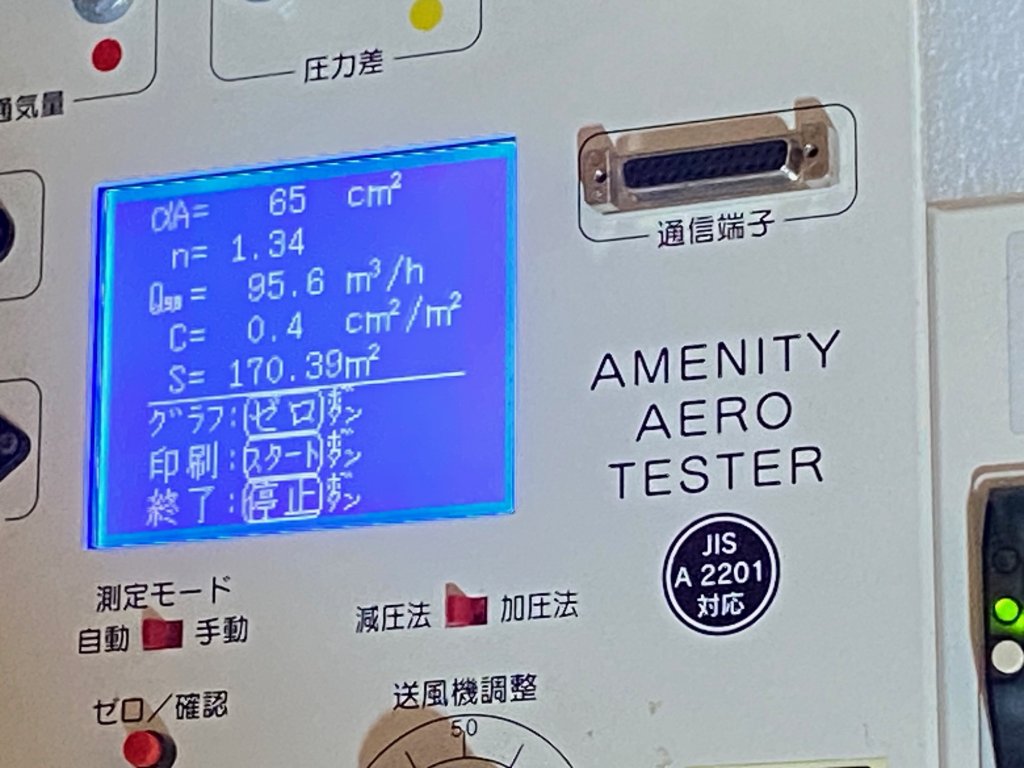 通気量
圧力差
通信端子
αA= 65 cm²
n= 1.34
Q₉.₈= 95.6 m³/h
C= 0.4 cm²/m²
S= 170.39m²
グラフ:ゼロボタン
印刷:スタートボタン
終了:停止ボタン
AMENITY
AERO
TESTER
JIS
A 2201
対応
測定モード
自動 手動
減圧法 加圧法
ゼロ/確認
送風機調整
50